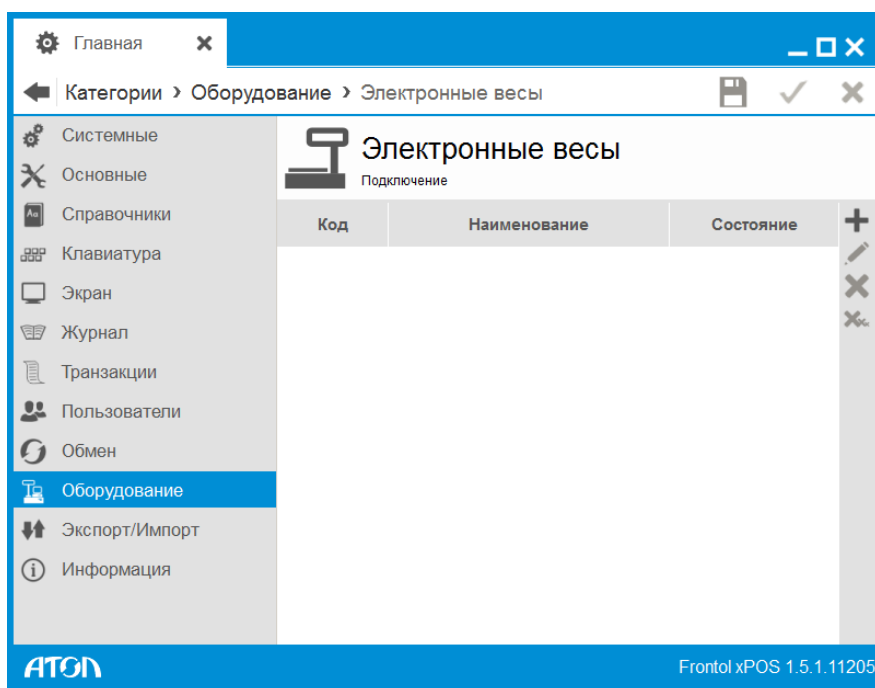 Главная
Категории › Оборудование › Электронные весы
Системные
Основные
Справочники
Клавиатура
Экран
Журнал
Транзакции
Пользователи
Обмен
Оборудование
Экспорт/Импорт
Информация
Электронные весы
Подключение
Код Наименование Состояние
АТОЛ
Frontol xPOS 1.5.1.11205